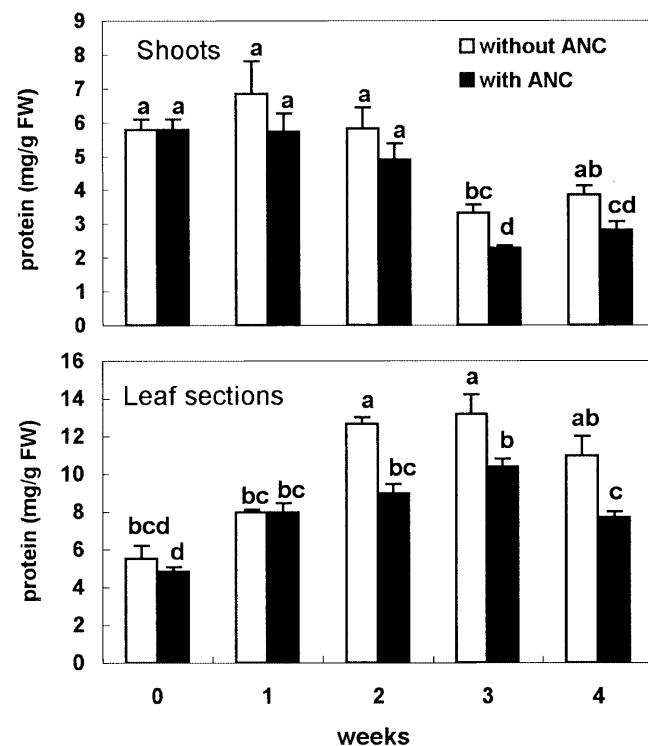 9
8
7
6
5
4
3
2
1
0
protein (mg/g FW)
Shoots
without ANC
with ANC
a a a a a a bc d ab cd
16
14
12
10
8
6
4
2
0
protein (mg/g FW)
Leaf sections
bcd d bc bc a bc a b ab c
0 1 2 3 4
weeks